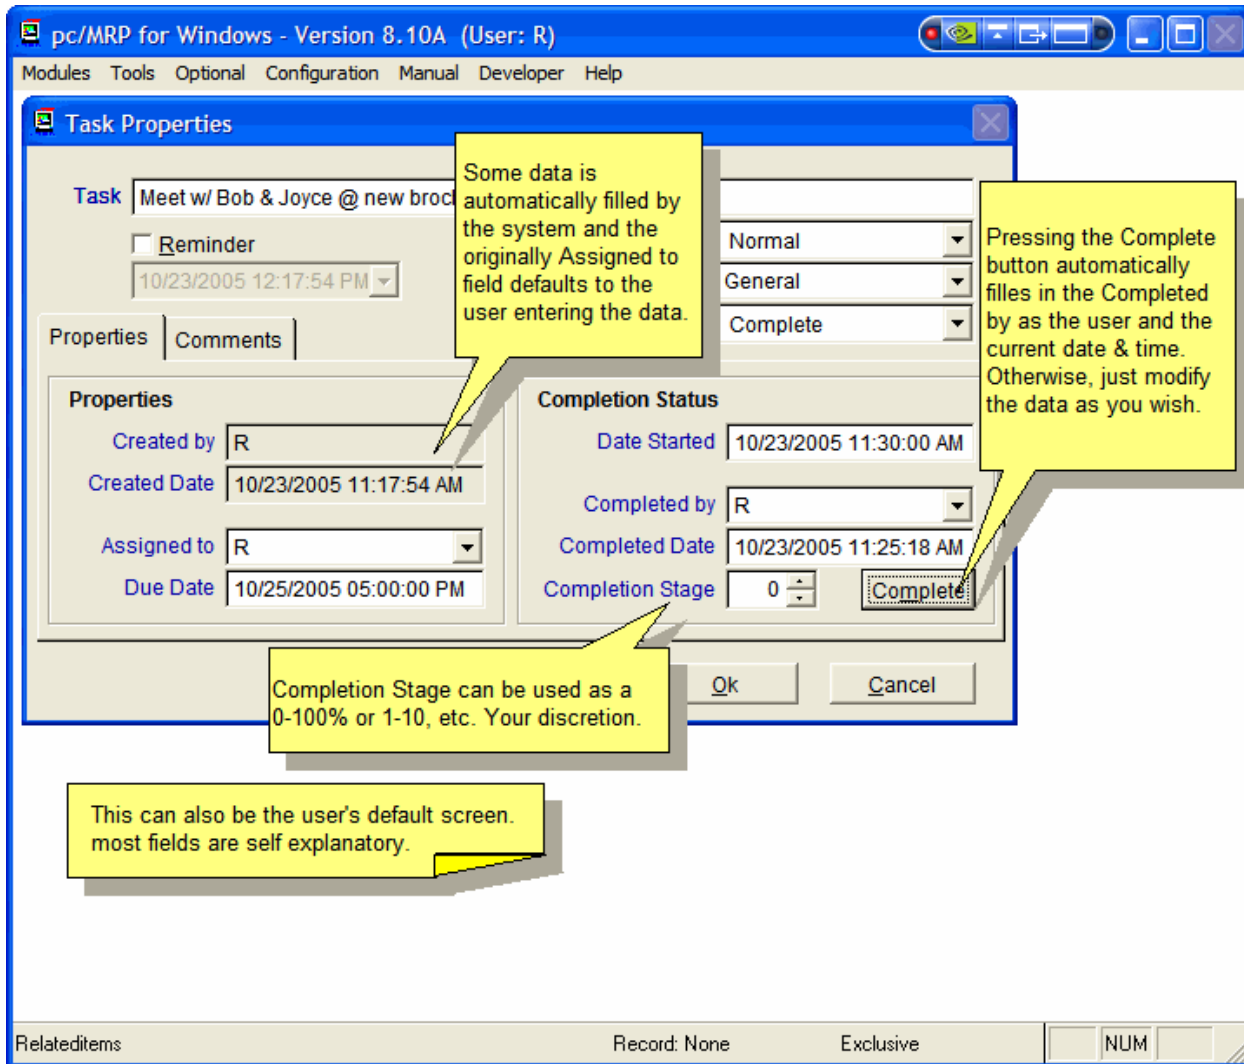 pc/MRP for Windows - Version 8.10A (User: R)
Modules Tools Optional Configuration Manual Developer Help
Task Properties
Task Meet w/ Bob & Joyce @ new
Reminder
10/23/2005 12:17:54 PM
Normal
General
Complete
Some data is
automatically filled by
the system and the
originally Assigned to
field defaults to the
user entering the data.
Pressing the Complete
button automatically
filles in the Completed
by as the user and the
current date & time.
Otherwise, just modify
the data as you wish.
Properties Comments
Properties
Created by R
Created Date 10/23/2005 11:17:54 AM
Assigned to R
Due Date 10/25/2005 05:00:00 PM
Completion Status
Date Started 10/23/2005 11:30:00 AM
Completed by R
Completed Date 10/23/2005 11:25:18 AM
Completion Stage 0 Complete
Completion Stage can be used as a
0-100% or 1-10, etc. Your discretion.
Ok Cancel
This can also be the user's default screen.
most fields are self explanatory.
Relateditems Record: None Exclusive NUM